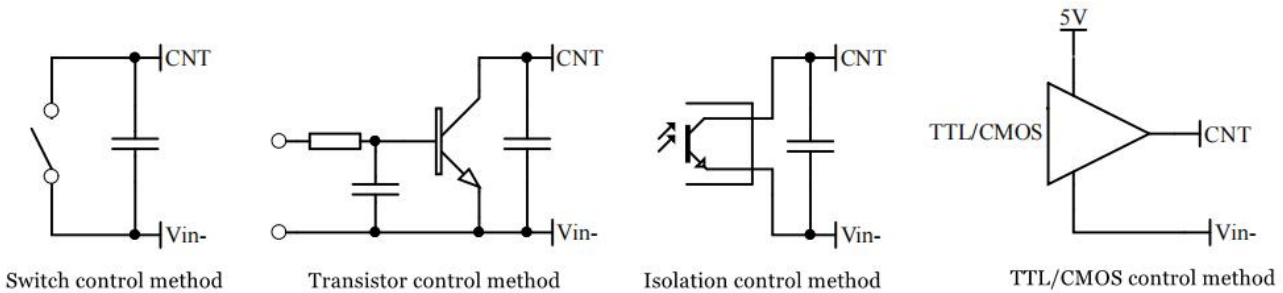 5V
CNT
CNT
CNT
TTL/CMOS
CNT
Vin-
Vin-
Vin-
Vin-
Switch control method
Transistor control method
Isolation control method
TTL/CMOS control method